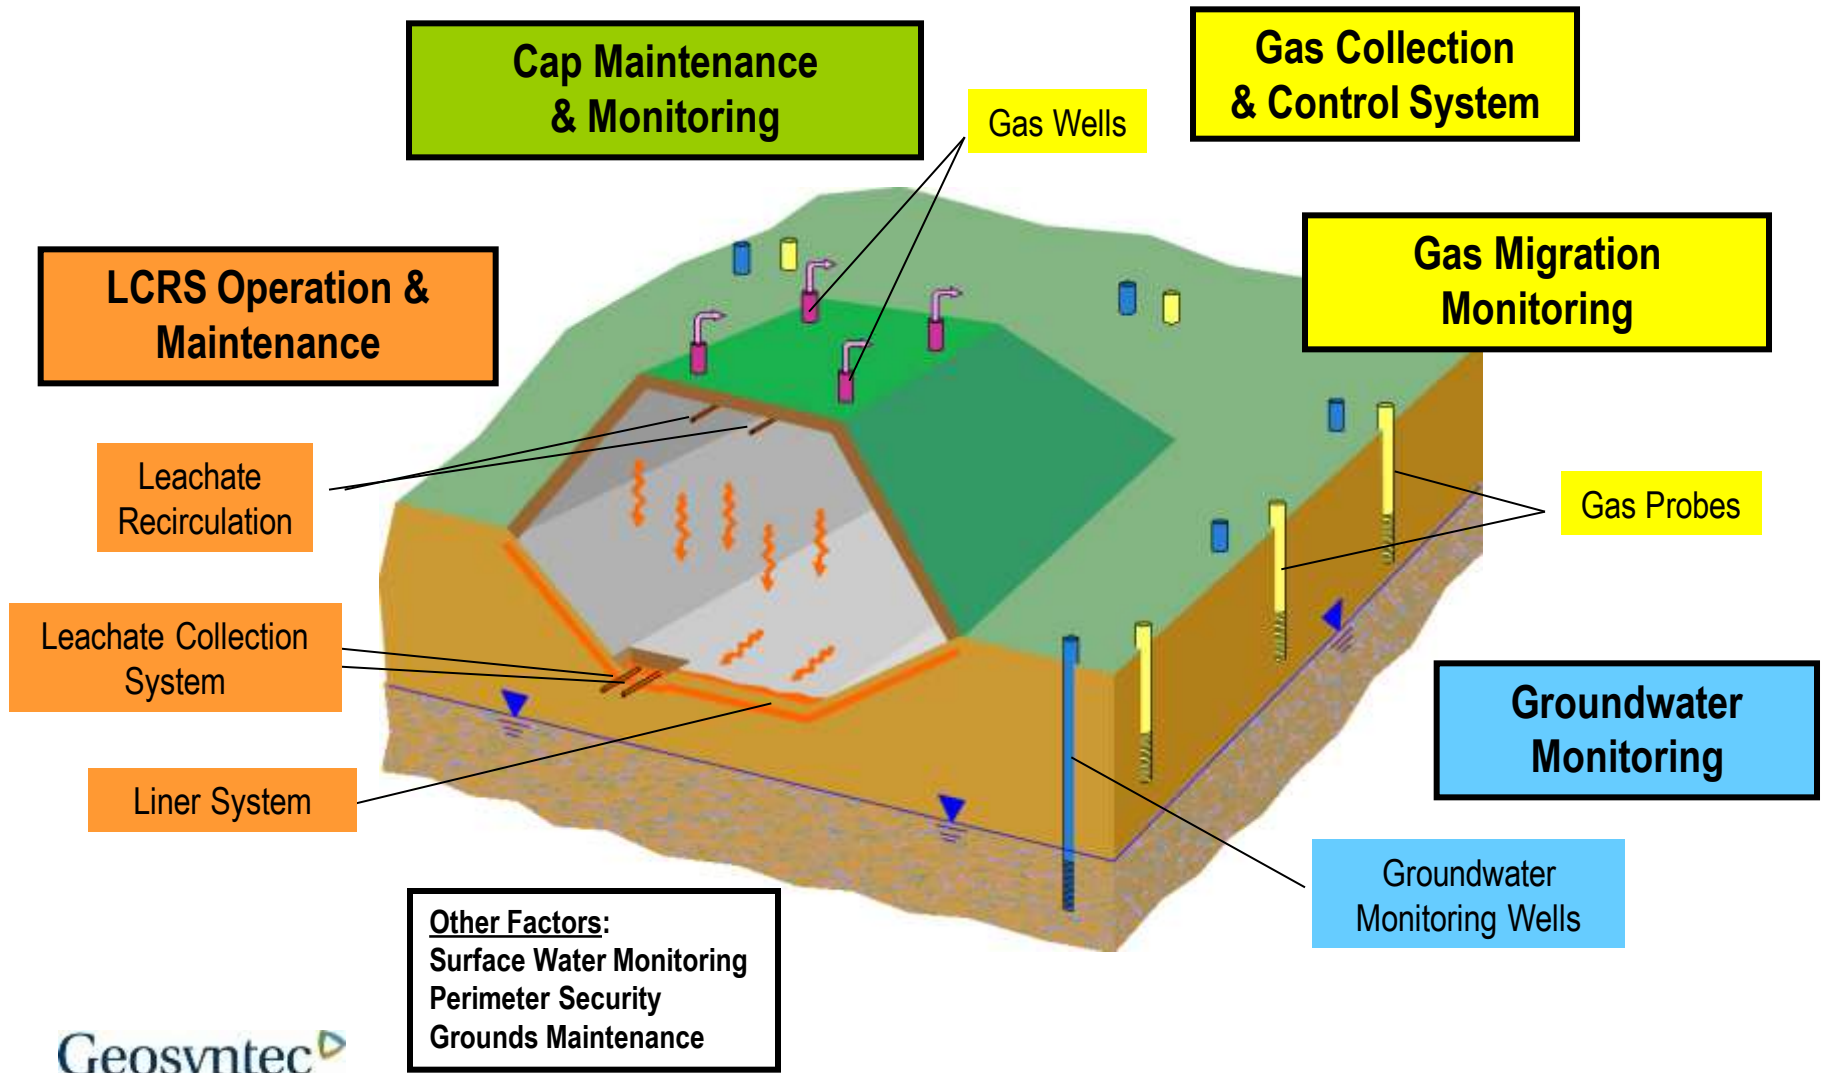 Cap Maintenance
& Monitoring
Gas Collection
& Control System
Gas Wells
LCRS Operation &
Maintenance
Gas Migration
Monitoring
Leachate
Recirculation
Gas Probes
Leachate Collection
System
Groundwater
Monitoring
Liner System
Groundwater
Monitoring Wells
Other Factors:
Surface Water Monitoring
Perimeter Security
Grounds Maintenance
Geosyntec